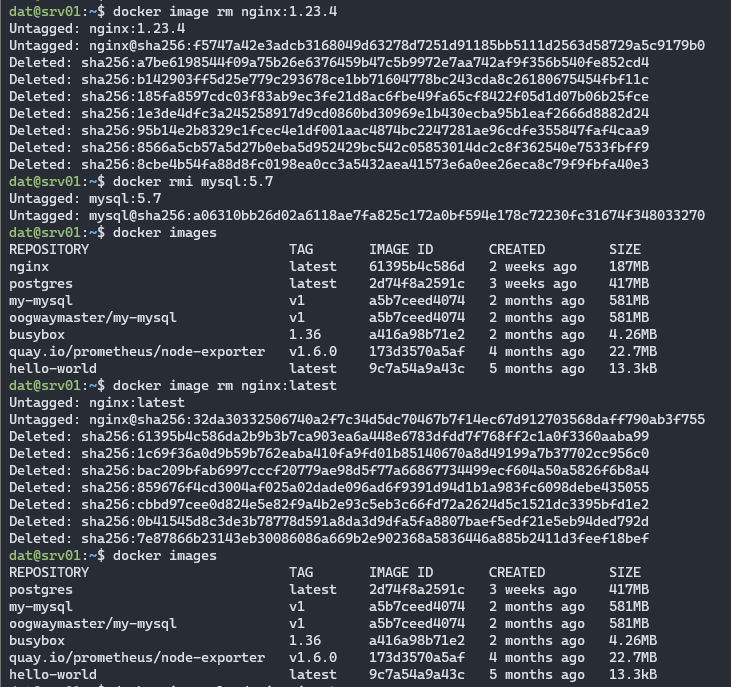 dat@srv01:~$ docker image rm nginx:1.23.4
Untagged: nginx:1.23.4
Untagged: nginx@sha256:f5747a42e3adcb3168049d63278d7251d91185bb5111d2563d58729a5c9179b0
Deleted: sha256:a7be6198544f09a75b26e6376459b47c5b9972e7aa742af9f356b540fe852cd4
Deleted: sha256:b142903ff5d25e779c293678ce1bb71604778bc243cda8c26180675454fbf11c
Deleted: sha256:185fa8597cdc03f83ab9ec3fe21d8ac6fbe49fa65cf8422f05d1d07b06b25fce
Deleted: sha256:1e3de4dfc3a245258917d9cd0860bd30969e1b430ecba95b1eaf2666d8882d24
Deleted: sha256:95b14e2b8329c1fcec4e1df001aac4874bc2247281ae96cdfe355847faf4caa9
Deleted: sha256:8566a5cb57a5d27b0eba5d952429bc542c05853014dc2c8f362540e7533fbff9
Deleted: sha256:8cbe4b54fa88d8fc0198ea0cc3a5432aea41573e6a0ee26eca8c79f9fbfa40e3
dat@srv01:~$ docker rmi mysql:5.7
Untagged: mysql:5.7
Untagged: mysql@sha256:a06310bb26d02a6118ae7fa825c172a0bf594e178c72230fc31674f348033270
dat@srv01:~$ docker images
REPOSITORY TAG IMAGE ID CREATED SIZE
nginx latest 61395b4c586d 2 weeks ago 187MB
postgres latest 2d74f8a2591c 3 weeks ago 417MB
my-mysql v1 a5b7ceed4074 2 months ago 581MB
oogwaymaster/my-mysql v1 a5b7ceed4074 2 months ago 581MB
busybox 1.36 a416a98b71e2 2 months ago 4.26MB
quay.io/prometheus/node-exporter v1.6.0 173d3570a5af 4 months ago 22.7MB
hello-world latest 9c7a54a9a43c 5 months ago 13.3kB
dat@srv01:~$ docker image rm nginx:latest
Untagged: nginx:latest
Untagged: nginx@sha256:32da30332506740a2f7c34d5dc70467b7f14ec67d912703568daff790ab3f755
Deleted: sha256:61395b4c586da2b9b3b7ca903ea6a448e6783dfdd7f768ff2c1a0f3360aaba99
Deleted: sha256:1c69f36a0d9b59b762eaba410fa9fd01b85140670a8d49199a7b37702cc956c0
Deleted: sha256:bac209bfab6997cccf20779ae98d5f77a66867734499ecf604a50a5826f6b8a4
Deleted: sha256:859676f4cd3004af025a02dade096ad6f9391d94d1b1a983fc6098debe435055
Deleted: sha256:cbbd97cee0d824e5e82f9a4b2e93c5eb3c66fd72a2624d5c1521dc3395bfd1e2
Deleted: sha256:0b41545d8c3de3b78778d591a8da3d9dfa5fa8807baef5edf21e5eb94ded792d
Deleted: sha256:7e87866b23143eb30086086a669b2e902368a5836446a885b2411d3feef18bef
dat@srv01:~$ docker images
REPOSITORY TAG IMAGE ID CREATED SIZE
postgres latest 2d74f8a2591c 3 weeks ago 417MB
my-mysql v1 a5b7ceed4074 2 months ago 581MB
oogwaymaster/my-mysql v1 a5b7ceed4074 2 months ago 581MB
busybox 1.36 a416a98b71e2 2 months ago 4.26MB
quay.io/prometheus/node-exporter v1.6.0 173d3570a5af 4 months ago 22.7MB
hello-world latest 9c7a54a9a43c 5 months ago 13.3kB